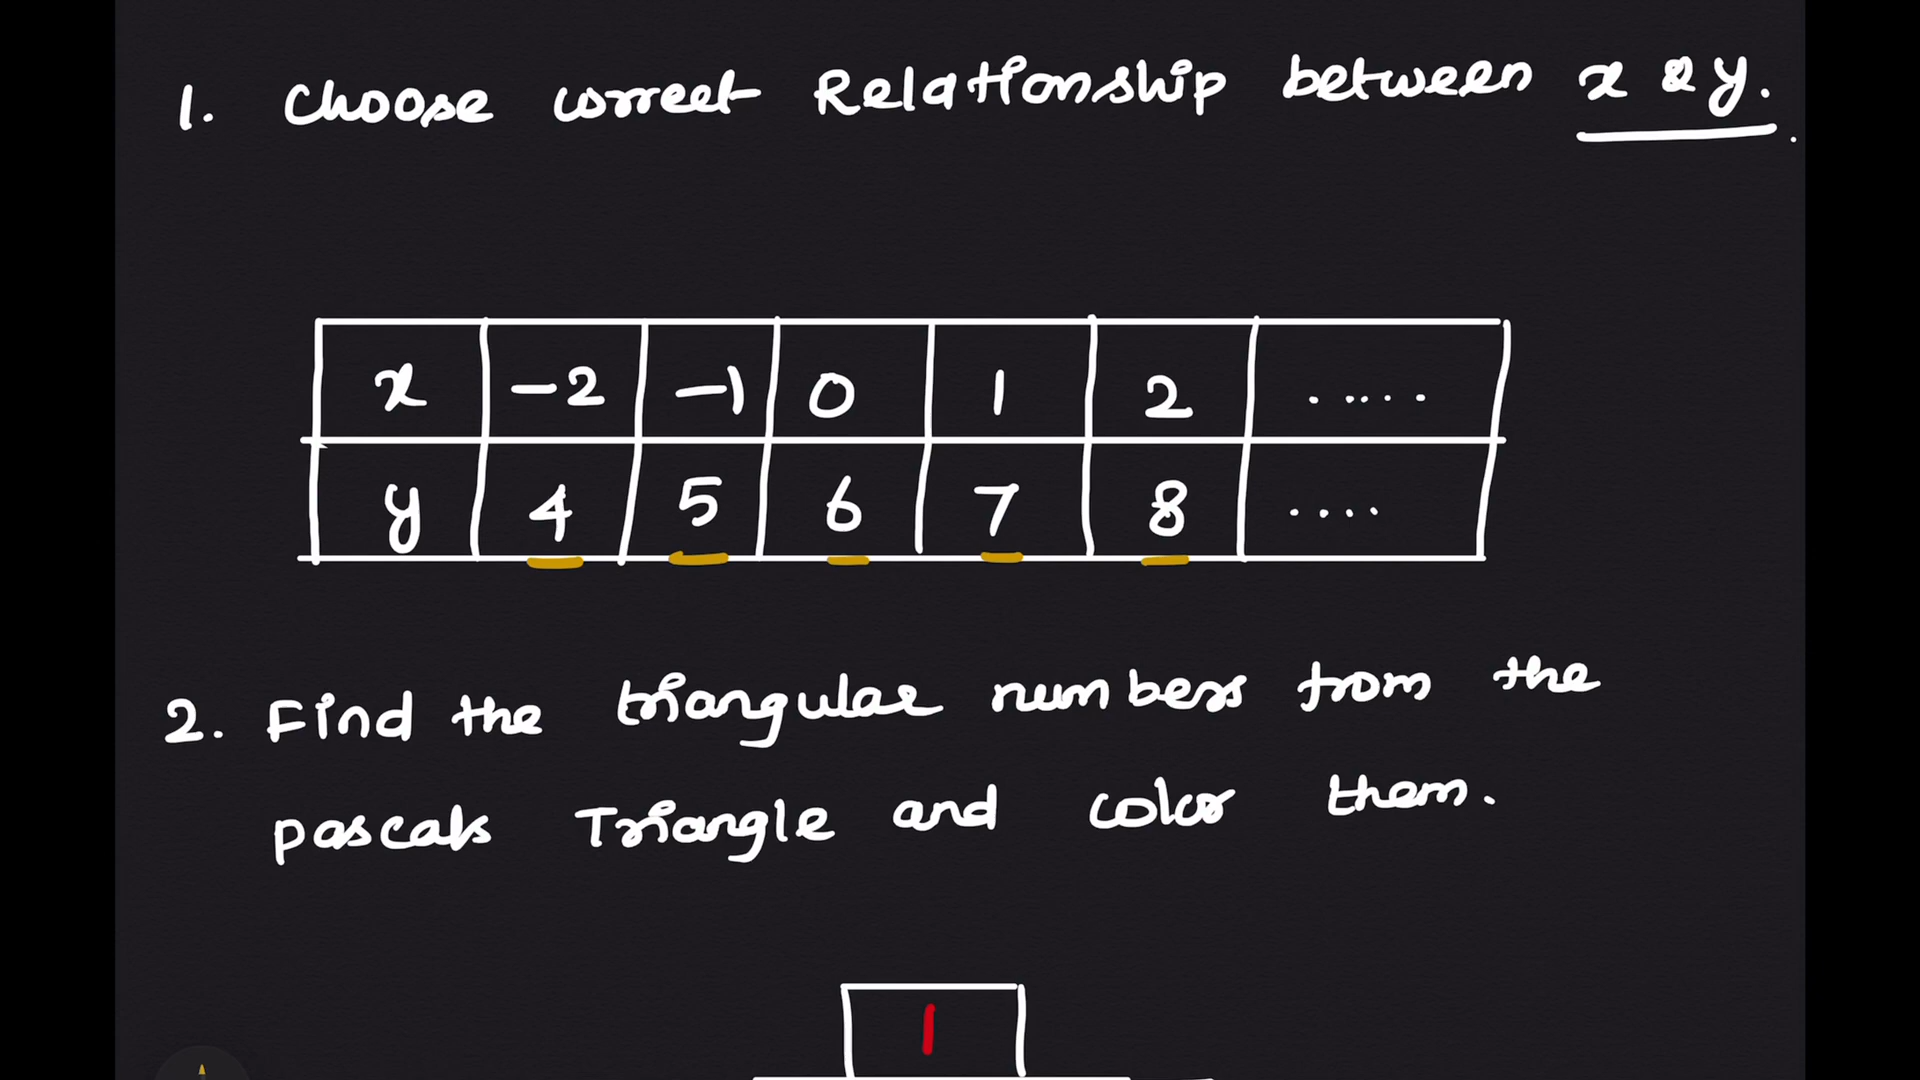 1. Choose correct Relationship between x & y.
x -2 -1 0 1 2 .....
y 4 5 6 7 8 ....
2. Find the triangular numbers from the
pascals Triangle and color them.
1